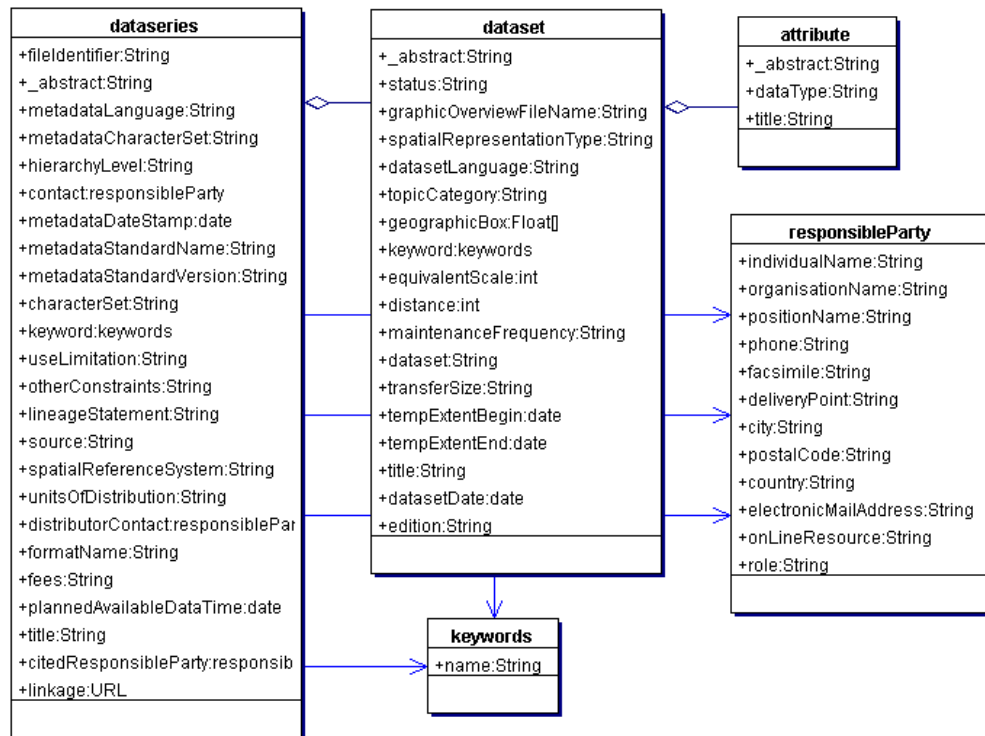 dataseries
+fileIdentifier:String
+_abstract:String
+metadataLanguage:String
+metadataCharacterSet:String
+hierarchyLevel:String
+contact:responsibleParty
+metadataDateStamp:date
+metadataStandardName:String
+metadataStandardVersion:String
+characterSet:String
+keyword:keywords
+useLimitation:String
+otherConstraints:String
+lineageStatement:String
+source:String
+spatialReferenceSystem:String
+unitsOfDistribution:String
+distributorContact:responsiblePar
+formatName:String
+fees:String
+plannedAvailableDataTime:date
+title:String
+citedResponsibleParty:responsib
+linkage:URL
dataset
+_abstract:String
+status:String
+graphicOverviewFileName:String
+spatialRepresentationType:String
+datasetLanguage:String
+topicCategory:String
+geographicBox:Float[]
+keyword:keywords
+equivalentScale:int
+distance:int
+maintenanceFrequency:String
+dataset:String
+transferSize:String
+tempExtentBegin:date
+tempExtentEnd:date
+title:String
+datasetDate:date
+edition:String
attribute
+_abstract:String
+dataType:String
+title:String
responsibleParty
+individualName:String
+organisationName:String
+positionName:String
+phone:String
+facsimile:String
+deliveryPoint:String
+city:String
+postalCode:String
+country:String
+electronicMailAddress:String
+onLineResource:String
+role:String
keywords
+name:String